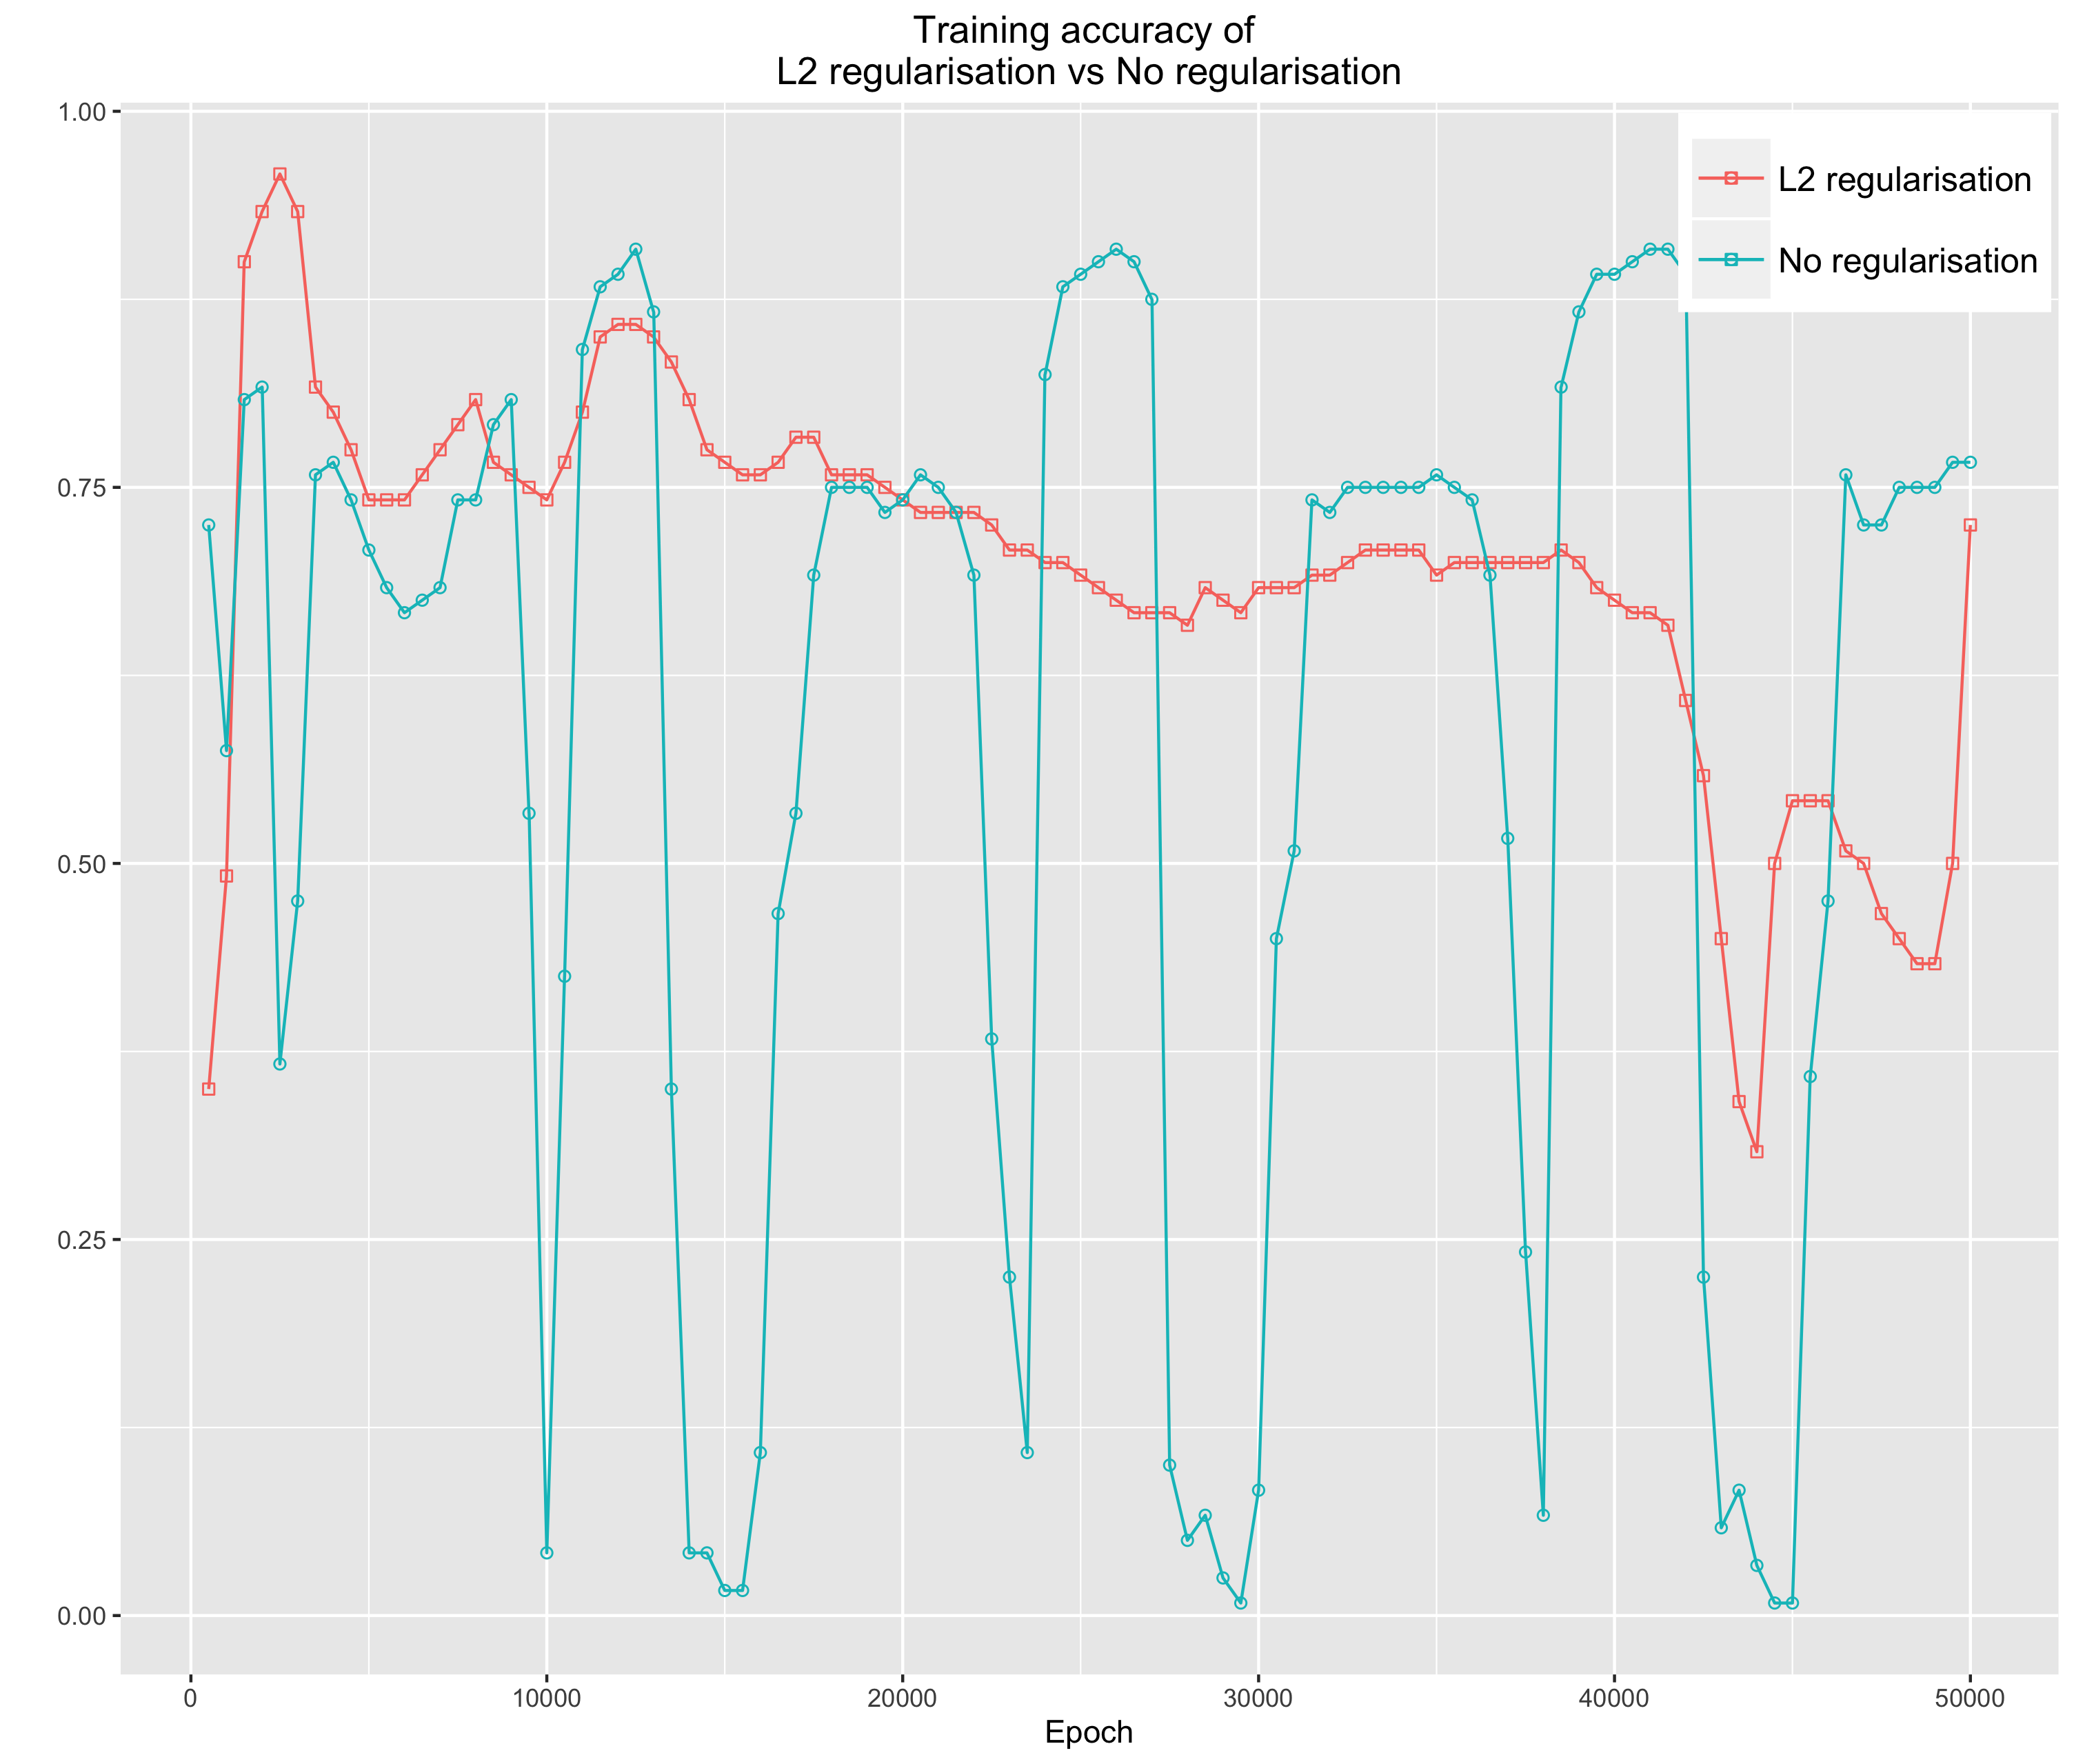 Training accuracy of
L2 regularisation vs No regularisation
1.00
0.75
0.50
0.25
0.00
L2 regularisation
No regularisation
0 10000 20000 30000 40000 50000
Epoch